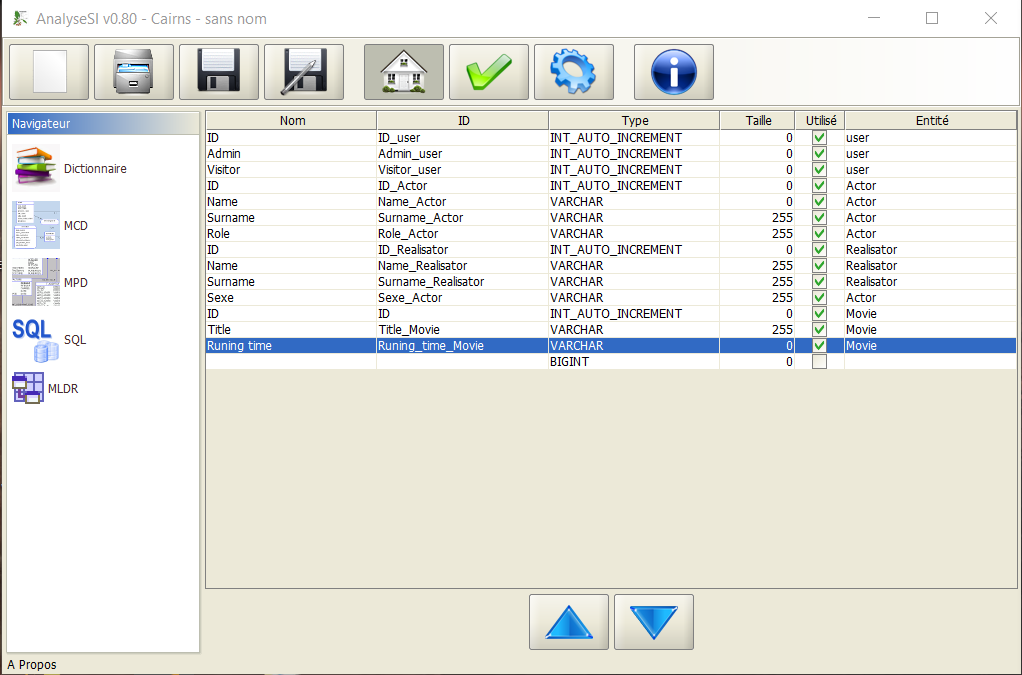 AnalyseSI v0.80 - Cairns - sans nom
Navigateur
Dictionnaire
MCD
MPD
SQL SQL
MLDR
Nom ID Type Taille Utilisé Entité
ID ID_user INT_AUTO_INCREMENT 0 user
Admin Admin_user INT_AUTO_INCREMENT 0 user
Visitor Visitor_user INT_AUTO_INCREMENT 0 user
ID ID_Actor INT_AUTO_INCREMENT 0 Actor
Name Name_Actor VARCHAR 0 Actor
Surname Surname_Actor VARCHAR 255 Actor
Role Role_Actor VARCHAR 255 Actor
ID ID_Realisator INT_AUTO_INCREMENT 0 Realisator
Name Name_Realisator VARCHAR 255 Realisator
Surname Surname_Realisator VARCHAR 255 Realisator
Sexe Sexe_Actor VARCHAR 255 Actor
ID ID INT_AUTO_INCREMENT 0 Movie
Title Title_Movie VARCHAR 255 Movie
Runing time Runing_time_Movie VARCHAR 0 Movie
BIGINT 0
A Propos